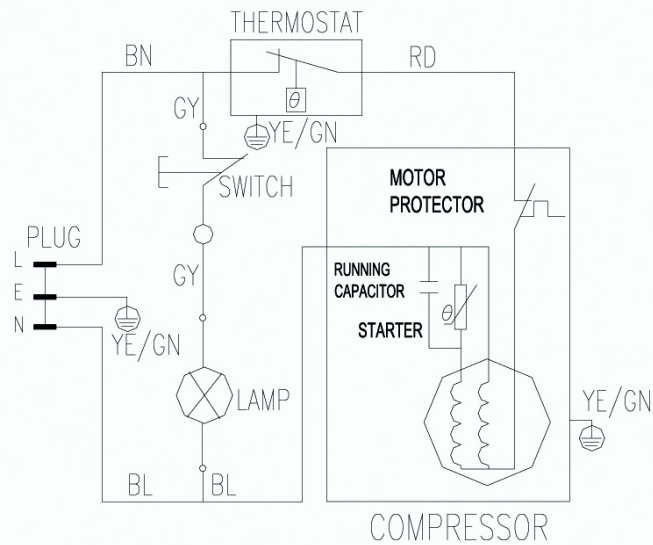 THERMOSTAT
BN
RD
GY
θ
YE/GN
SWITCH
MOTOR
PROTECTOR
PLUG
L
E
N
GY
RUNNING
CAPACITOR
θ
STARTER
YE/GN
LAMP
YE/GN
BL
BL
COMPRESSOR